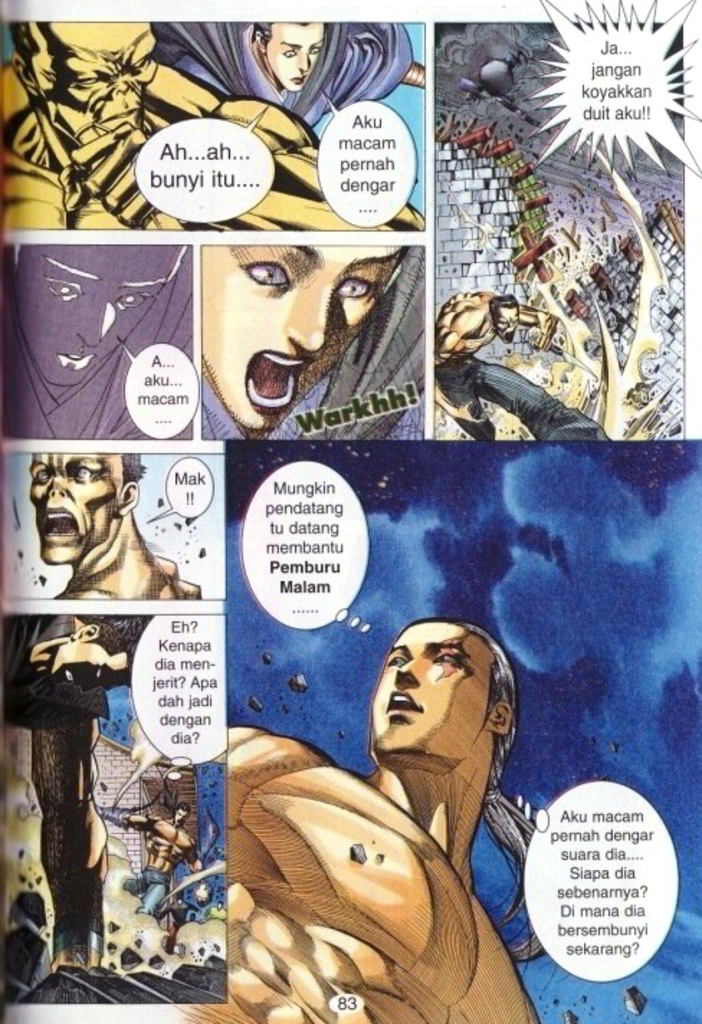 Ah...ah...
bunyi itu....
Aku
macam
pernah
dengar
....
Ja...
jangan
koyakkan
duit aku!!
A...
aku...
macam
....
Warkhh!
Mak
!!
Mungkin
pendatang
tu datang
membantu
Pemburu
Malam
......
Eh?
Kenapa
dia men-
jerit? Apa
dah jadi
dengan
dia?
Aku macam
pernah dengar
suara dia....
Siapa dia
sebenarnya?
Di mana dia
bersembunyi
sekarang?
83